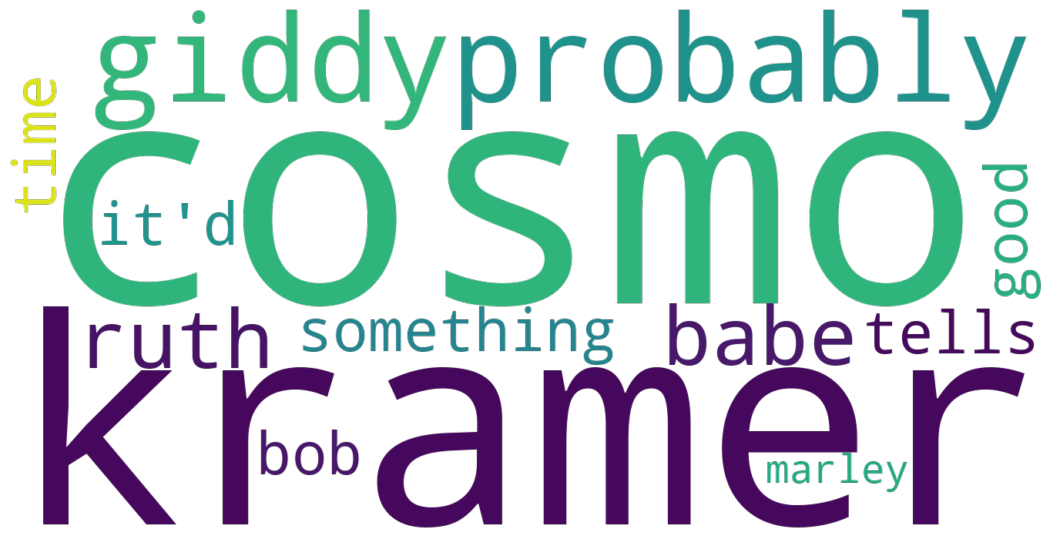 giddy probably
time
cosmo
it'd
good
ruth something babe tells
kramer
bob
marley